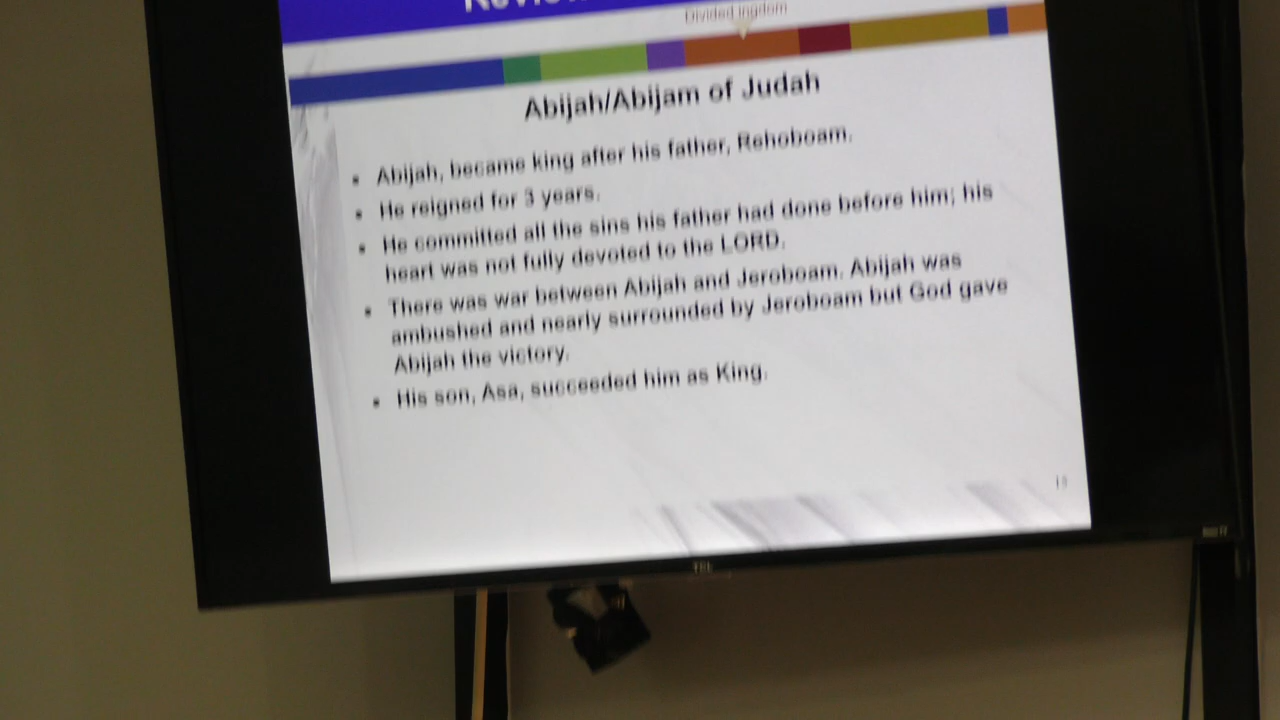 Divided ingdom
Abijah/Abijam of Judah
• Abijah, became king after his father, Rehoboam.
• He reigned for 3 years.
• He committed all the sins his father had done before him; his
heart was not fully devoted to the LORD.
• There was war between Abijah and Jeroboam. Abijah was
ambushed and nearly surrounded by Jeroboam but God gave
Abijah the victory.
• His son, Asa, succeeded him as King.
TCL